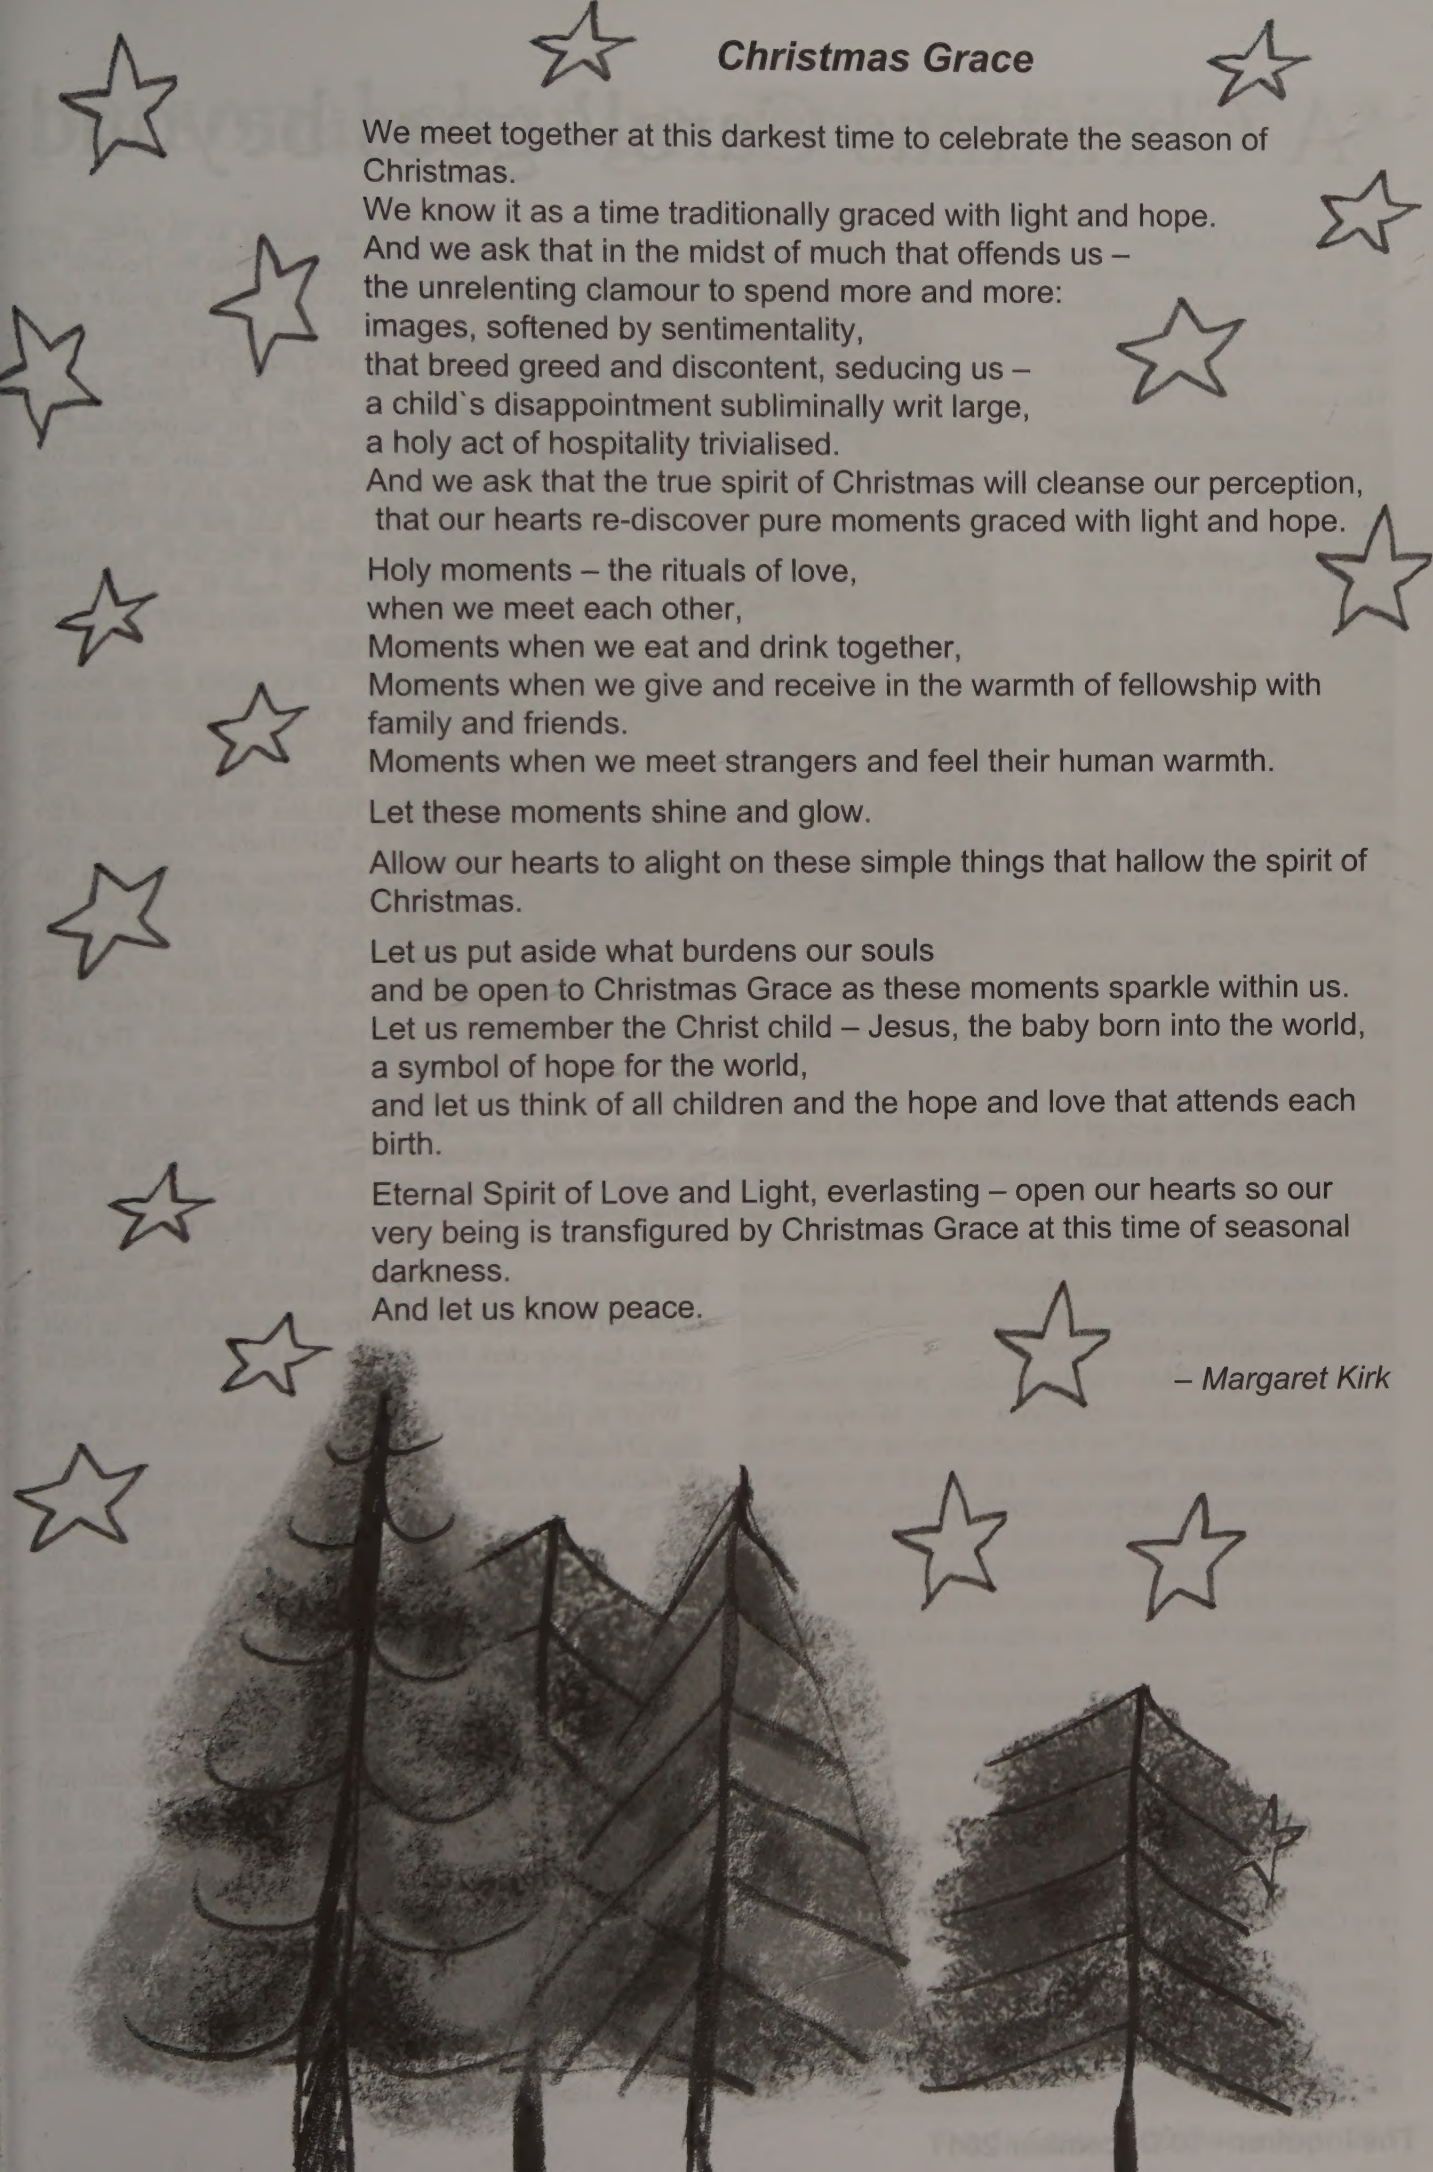 Christmas Grace
We meet together at this darkest time to celebrate the season of
Christmas.
We know it as a time traditionally graced with light and hope.
And we ask that in the midst of much that offends us –
the unrelenting clamour to spend more and more:
images, softened by sentimentality,
that breed greed and discontent, seducing us –
a child`s disappointment subliminally writ large,
a holy act of hospitality trivialised.
And we ask that the true spirit of Christmas will cleanse our perception,
that our hearts re-discover pure moments graced with light and hope.
Holy moments – the rituals of love,
when we meet each other,
Moments when we eat and drink together,
Moments when we give and receive in the warmth of fellowship with
family and friends.
Moments when we meet strangers and feel their human warmth.
Let these moments shine and glow.
Allow our hearts to alight on these simple things that hallow the spirit of
Christmas.
Let us put aside what burdens our souls
and be open to Christmas Grace as these moments sparkle within us.
Let us remember the Christ child – Jesus, the baby born into the world,
a symbol of hope for the world,
and let us think of all children and the hope and love that attends each
birth.
Eternal Spirit of Love and Light, everlasting – open our hearts so our
very being is transfigured by Christmas Grace at this time of seasonal
darkness.
And let us know peace.
– Margaret Kirk